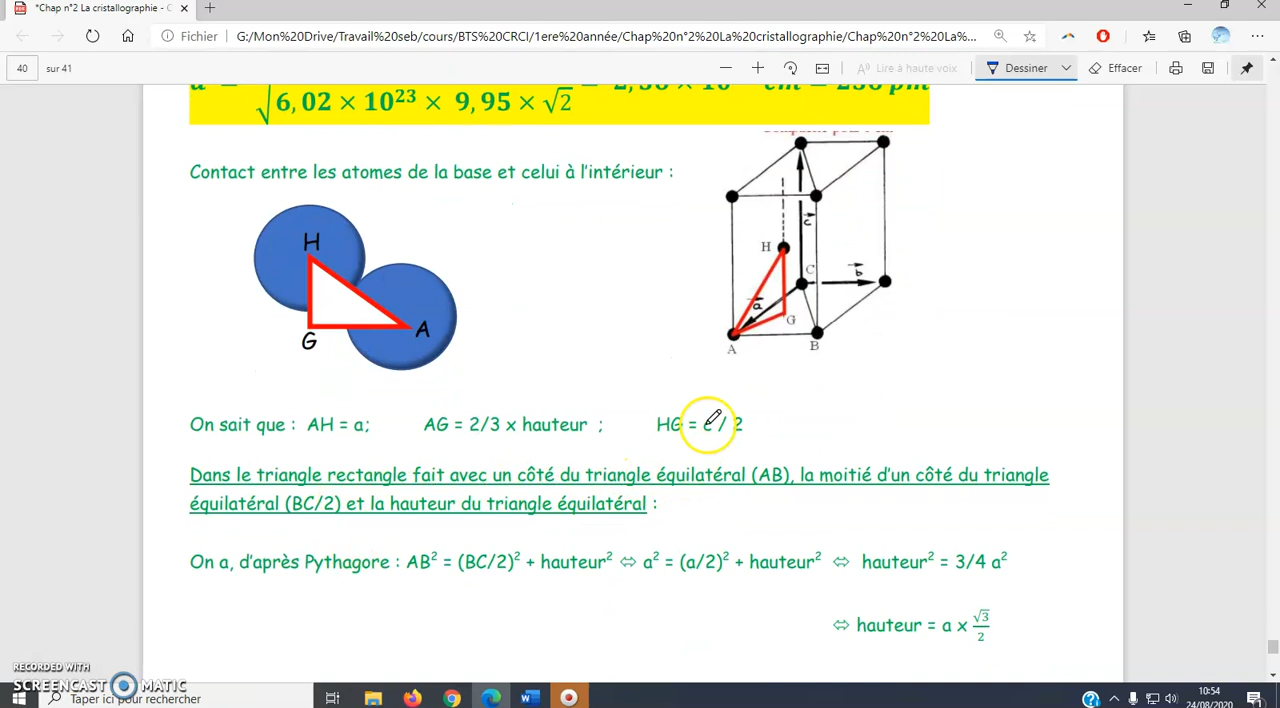 *Chap n°2 La cristallographie - C
Fichier
G:/Mon%20Drive/Travail%20seb/cours/BTS%20CRCI/1ere%20année/Chap%20n°2%20La%20cristallographie/Chap%20n°2%20La%...
40 sur 41
Lire à haute voix
Dessiner
Effacer
6,02 × 10²³ × 9,95 × √2
Contact entre les atomes de la base et celui à l'intérieur :
H
G
A
c
H
C
b
a
G
A
B
On sait que : AH = a; AG = 2/3 x hauteur ; HG = c / 2
Dans le triangle rectangle fait avec un côté du triangle équilatéral (AB), la moitié d'un côté du triangle
équilatéral (BC/2) et la hauteur du triangle équilatéral :
On a, d'après Pythagore : AB² = (BC/2)² + hauteur² ⇔ a² = (a/2)² + hauteur² ⇔ hauteur² = 3/4 a²
⇔ hauteur = a x √3/2
RECORDED WITH
SCREENCAST MATIC
Taper ici pour rechercher
10:54
24/08/2020